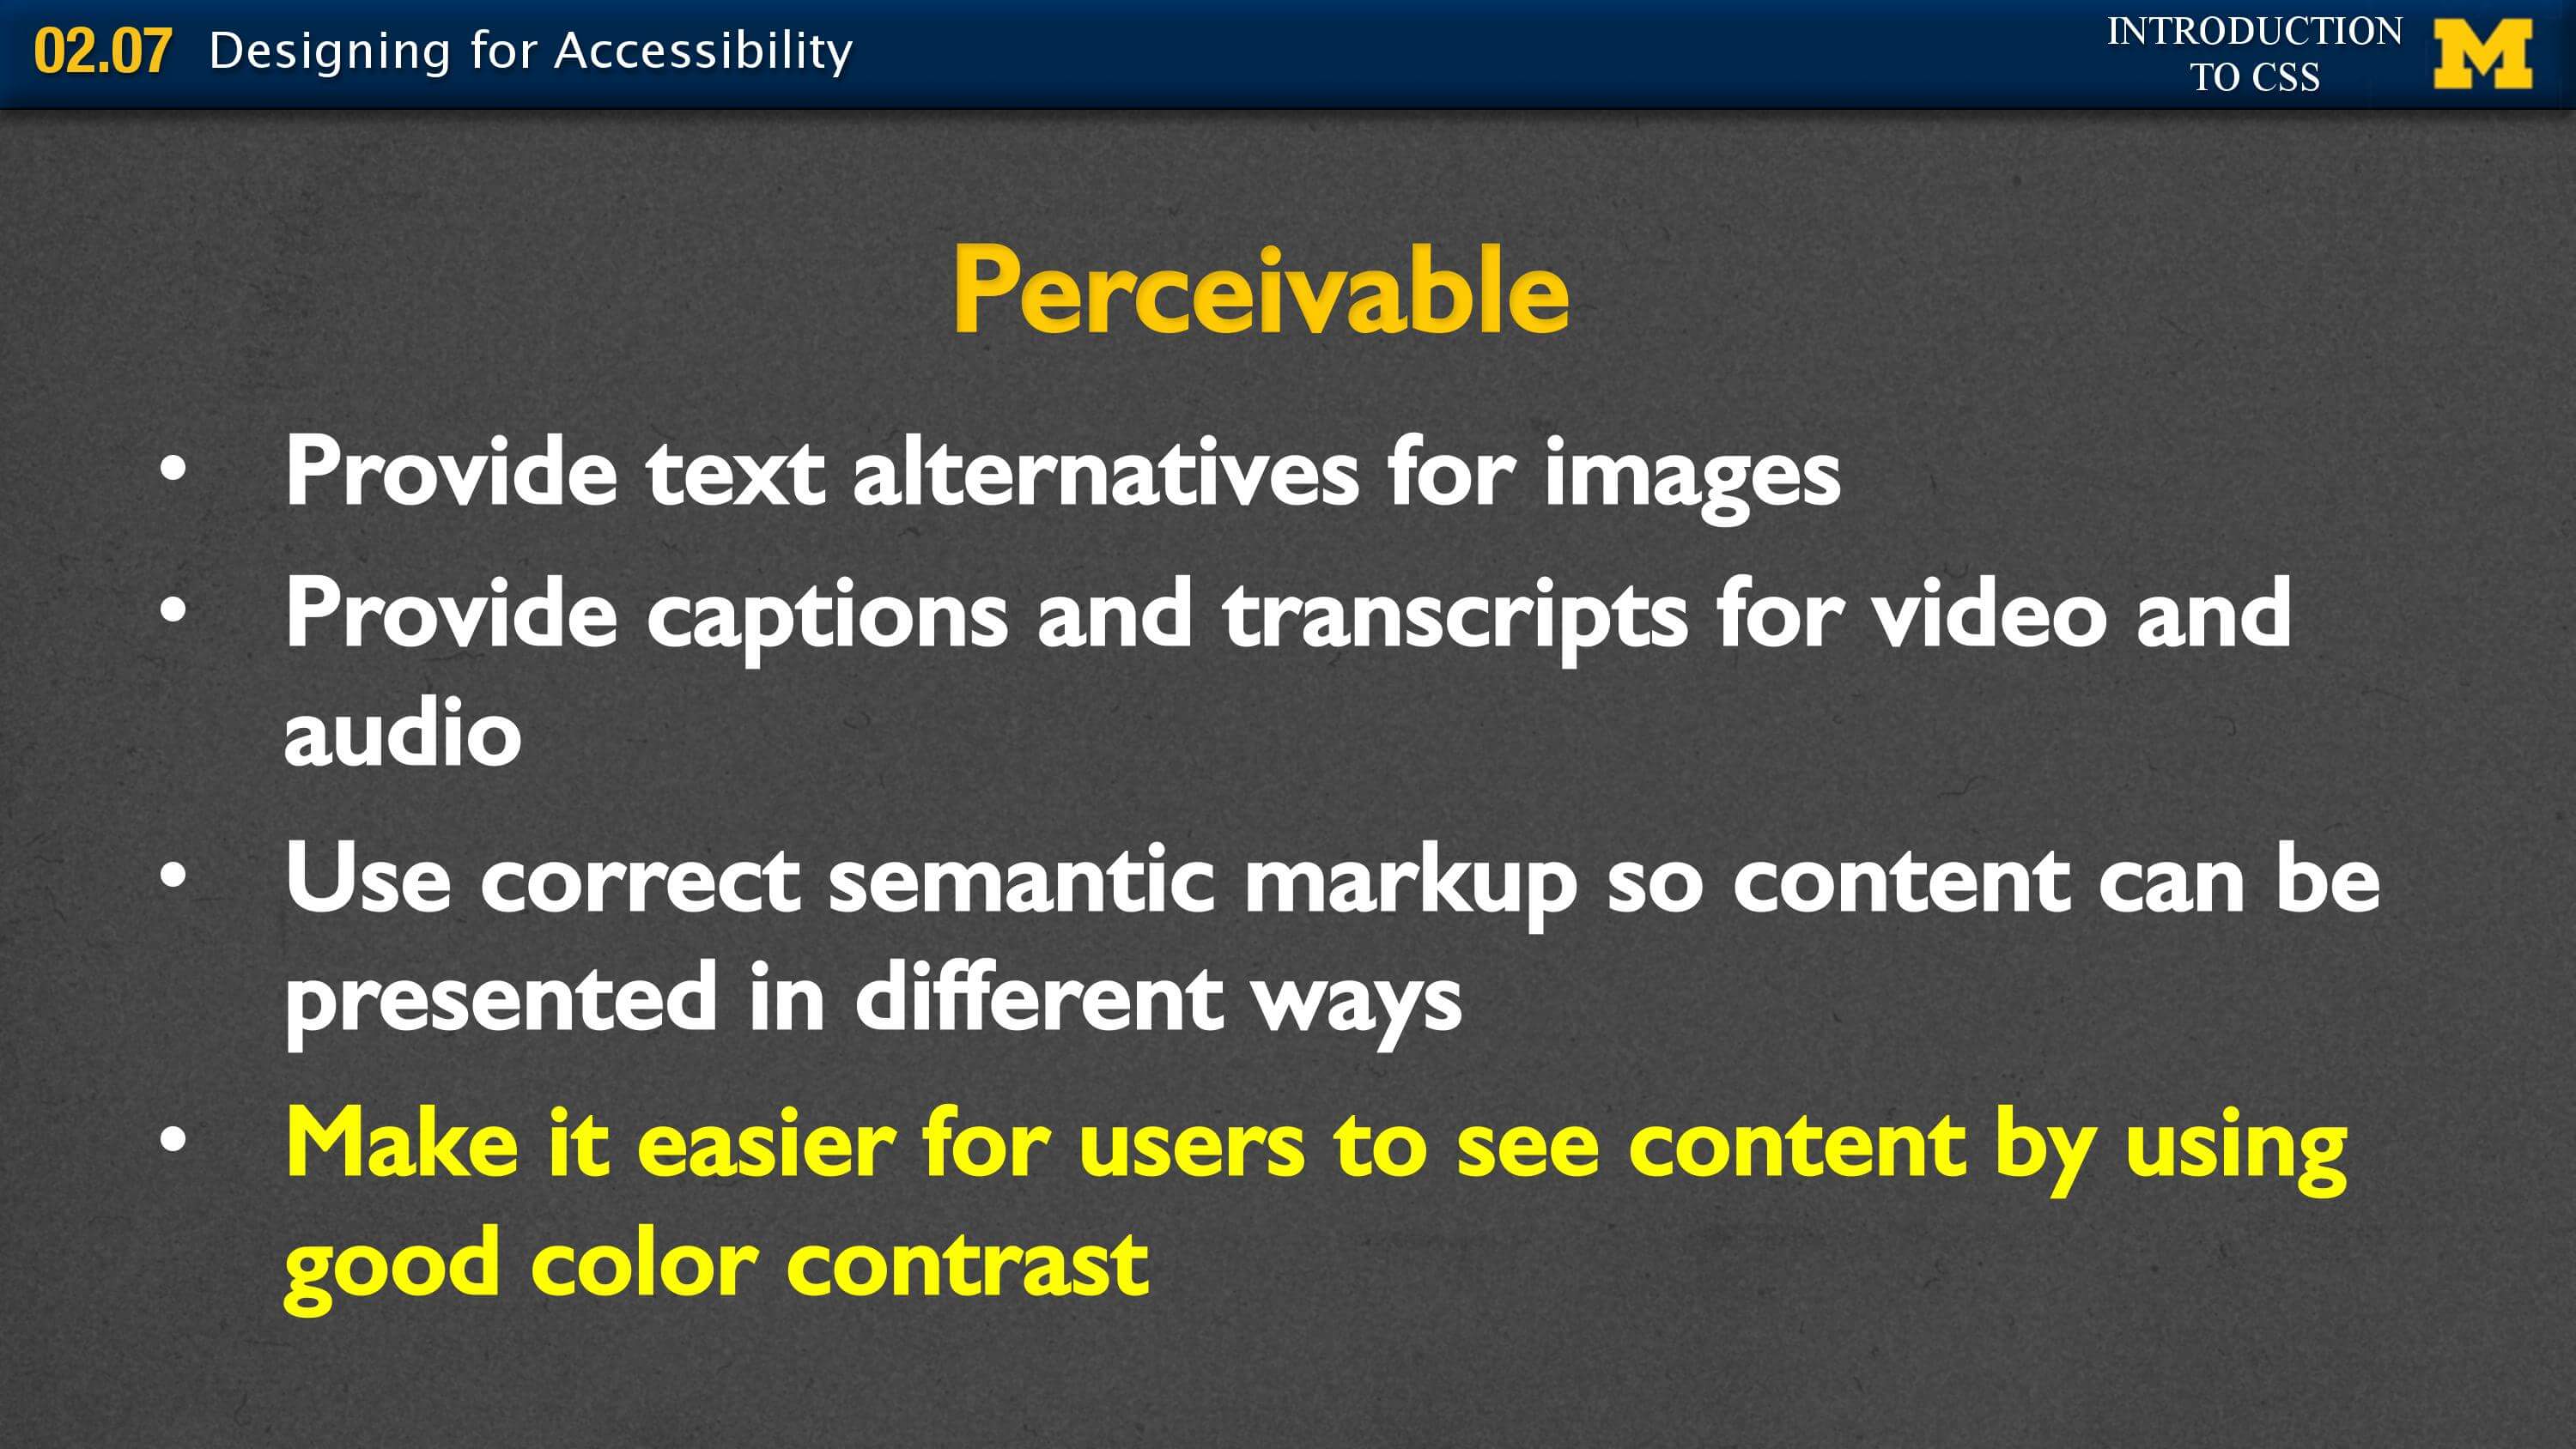 02.07 Designing for Accessibility
INTRODUCTION
TO CSS
M
Perceivable
• Provide text alternatives for images
• Provide captions and transcripts for video and
audio
• Use correct semantic markup so content can be
presented in different ways
• Make it easier for users to see content by using
good color contrast